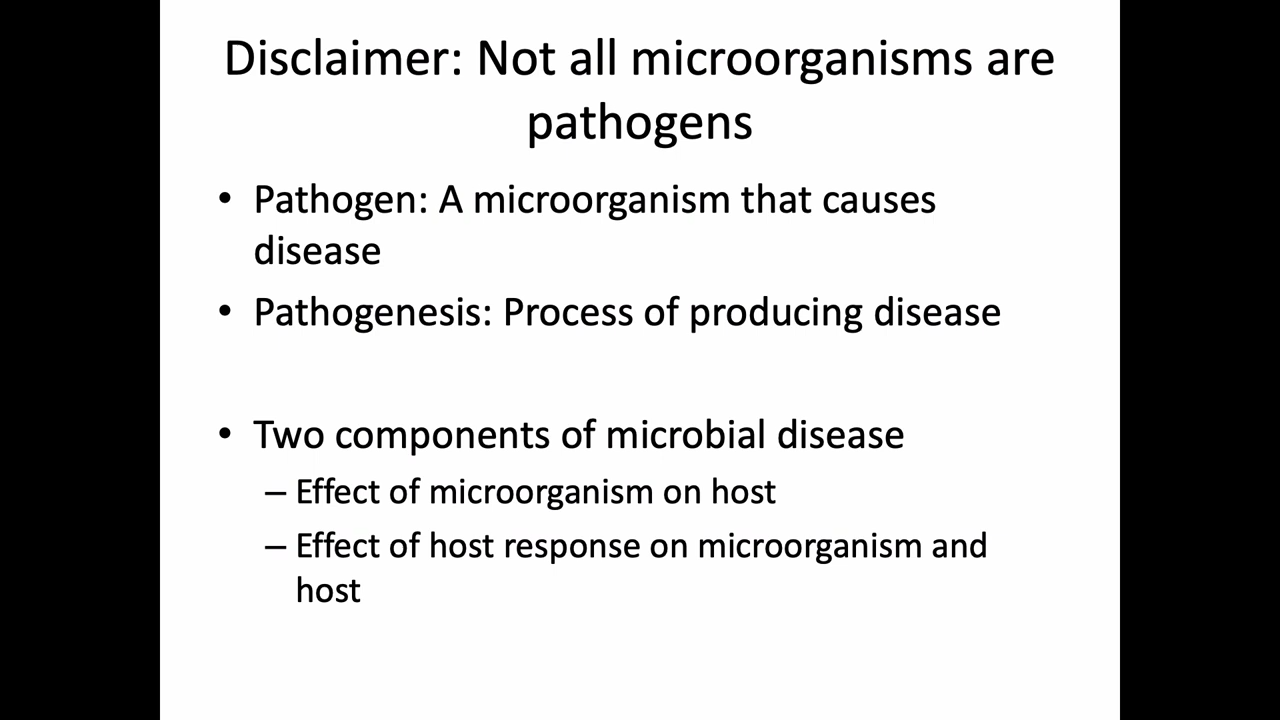 Disclaimer: Not all microorganisms are
pathogens
• Pathogen: A microorganism that causes
disease
• Pathogenesis: Process of producing disease
• Two components of microbial disease
– Effect of microorganism on host
– Effect of host response on microorganism and
host